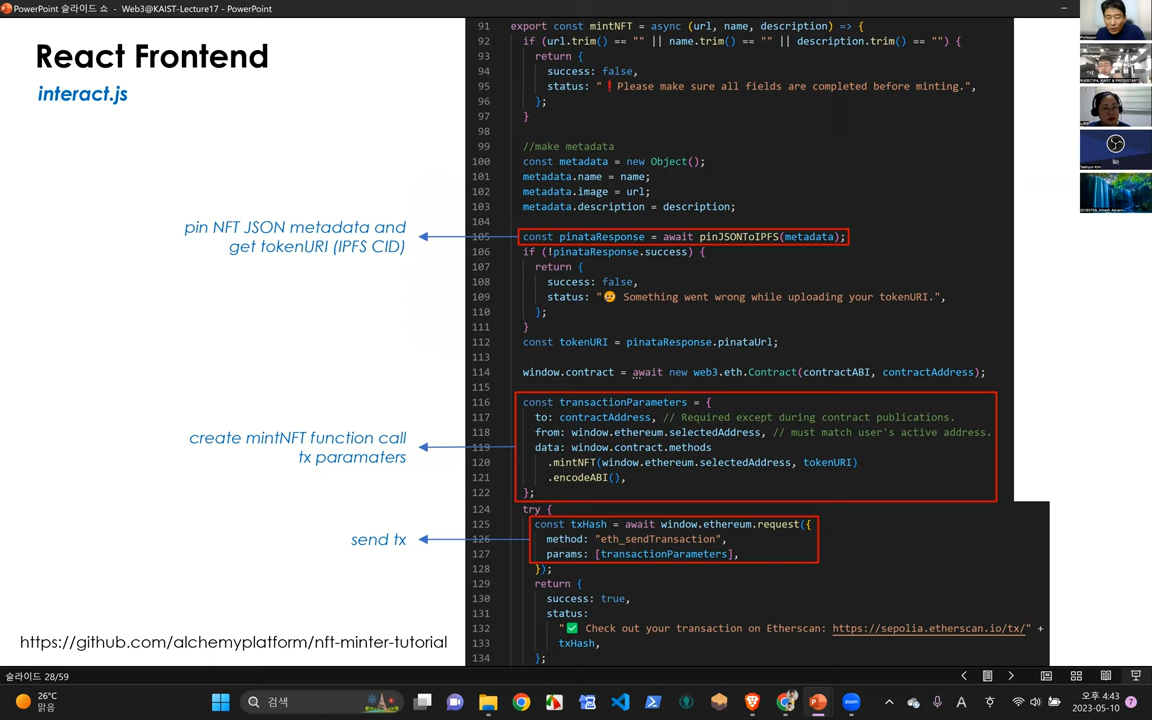 PowerPoint 슬라이드 쇼 - Web3@KAIST-Lecture17 - PowerPoint
React Frontend
interact.js
pin NFT JSON metadata and
get tokenURI (IPFS CID)
create mintNFT function call
tx paramaters
send tx
https://github.com/alchemyplatform/nft-minter-tutorial
91 export const mintNFT = async (url, name, description) => {
92 if (url.trim() == "" || name.trim() == "" || description.trim() == "") {
93 return {
94 success: false,
95 status: "❗Please make sure all fields are completed before minting.",
96 };
97 }
98
99 //make metadata
100 const metadata = new Object();
101 metadata.name = name;
102 metadata.image = url;
103 metadata.description = description;
104
105 const pinataResponse = await pinJSONToIPFS(metadata);
106 if (!pinataResponse.success) {
107 return {
108 success: false,
109 status: "😢 Something went wrong while uploading your tokenURI.",
110 };
111 }
112 const tokenURI = pinataResponse.pinataUrl;
113
114 window.contract = await new web3.eth.Contract(contractABI, contractAddress);
115
116 const transactionParameters = {
117 to: contractAddress, // Required except during contract publications.
118 from: window.ethereum.selectedAddress, // must match user's active address.
119 data: window.contract.methods
120 .mintNFT(window.ethereum.selectedAddress, tokenURI)
121 .encodeABI(),
122 };
124 try {
125 const txHash = await window.ethereum.request({
126 method: "eth_sendTransaction",
127 params: [transactionParameters],
128 });
129 return {
130 success: true,
131 status:
132 "✅ Check out your transaction on Etherscan: https://sepolia.etherscan.io/tx/" +
133 txHash,
134 };
슬라이드 28/59
26°C
맑음
검색
A
오후 4:43
2023-05-10
7